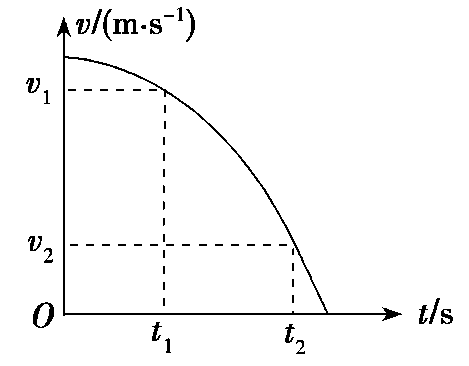 v/(m·s⁻¹)
v₁
v₂
O
t₁
t₂
t/s